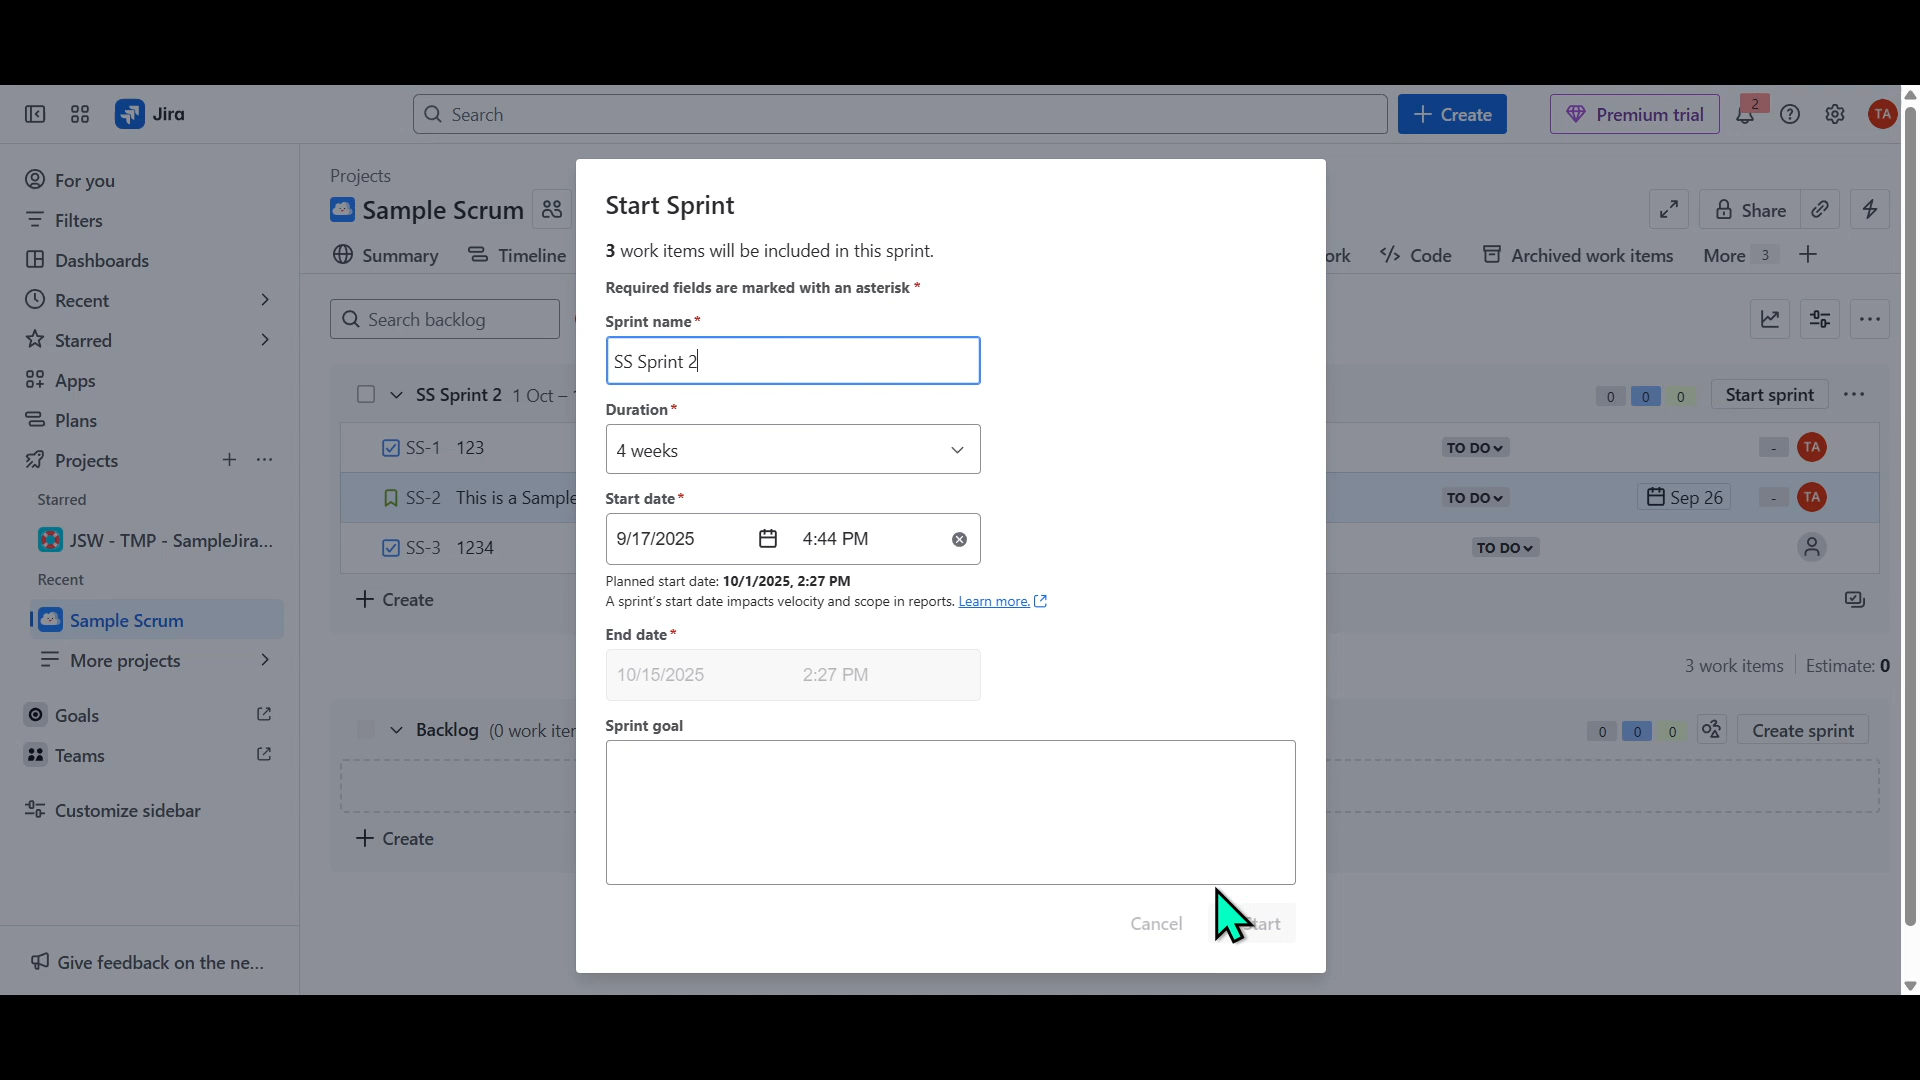 Jira
Search
Create
Premium trial
2
TA
For you
Filters
Dashboards
Recent
Starred
Apps
Plans
Projects
Starred
JSW - TMP - SampleJira...
Recent
Sample Scrum
More projects
Goals
Teams
Customize sidebar
Give feedback on the ne...
Projects
Sample Scrum
Share
Summary
Timeline
ork
Code
Archived work items
More 3
Search backlog
SS Sprint 2 1 Oct –
0 0 0
Start sprint
SS-1 123
TO DO
-
TA
SS-2 This is a Sample
TO DO
Sep 26
-
TA
SS-3 1234
TO DO
Create
3 work items
Estimate: 0
Backlog (0 work iter
0 0 0
Create sprint
Create
Start Sprint
3 work items will be included in this sprint.
Required fields are marked with an asterisk *
Sprint name *
SS Sprint 2
Duration *
4 weeks
Start date *
9/17/2025 4:44 PM
Planned start date: 10/1/2025, 2:27 PM
A sprint's start date impacts velocity and scope in reports. Learn more.
End date *
10/15/2025 2:27 PM
Sprint goal
Cancel